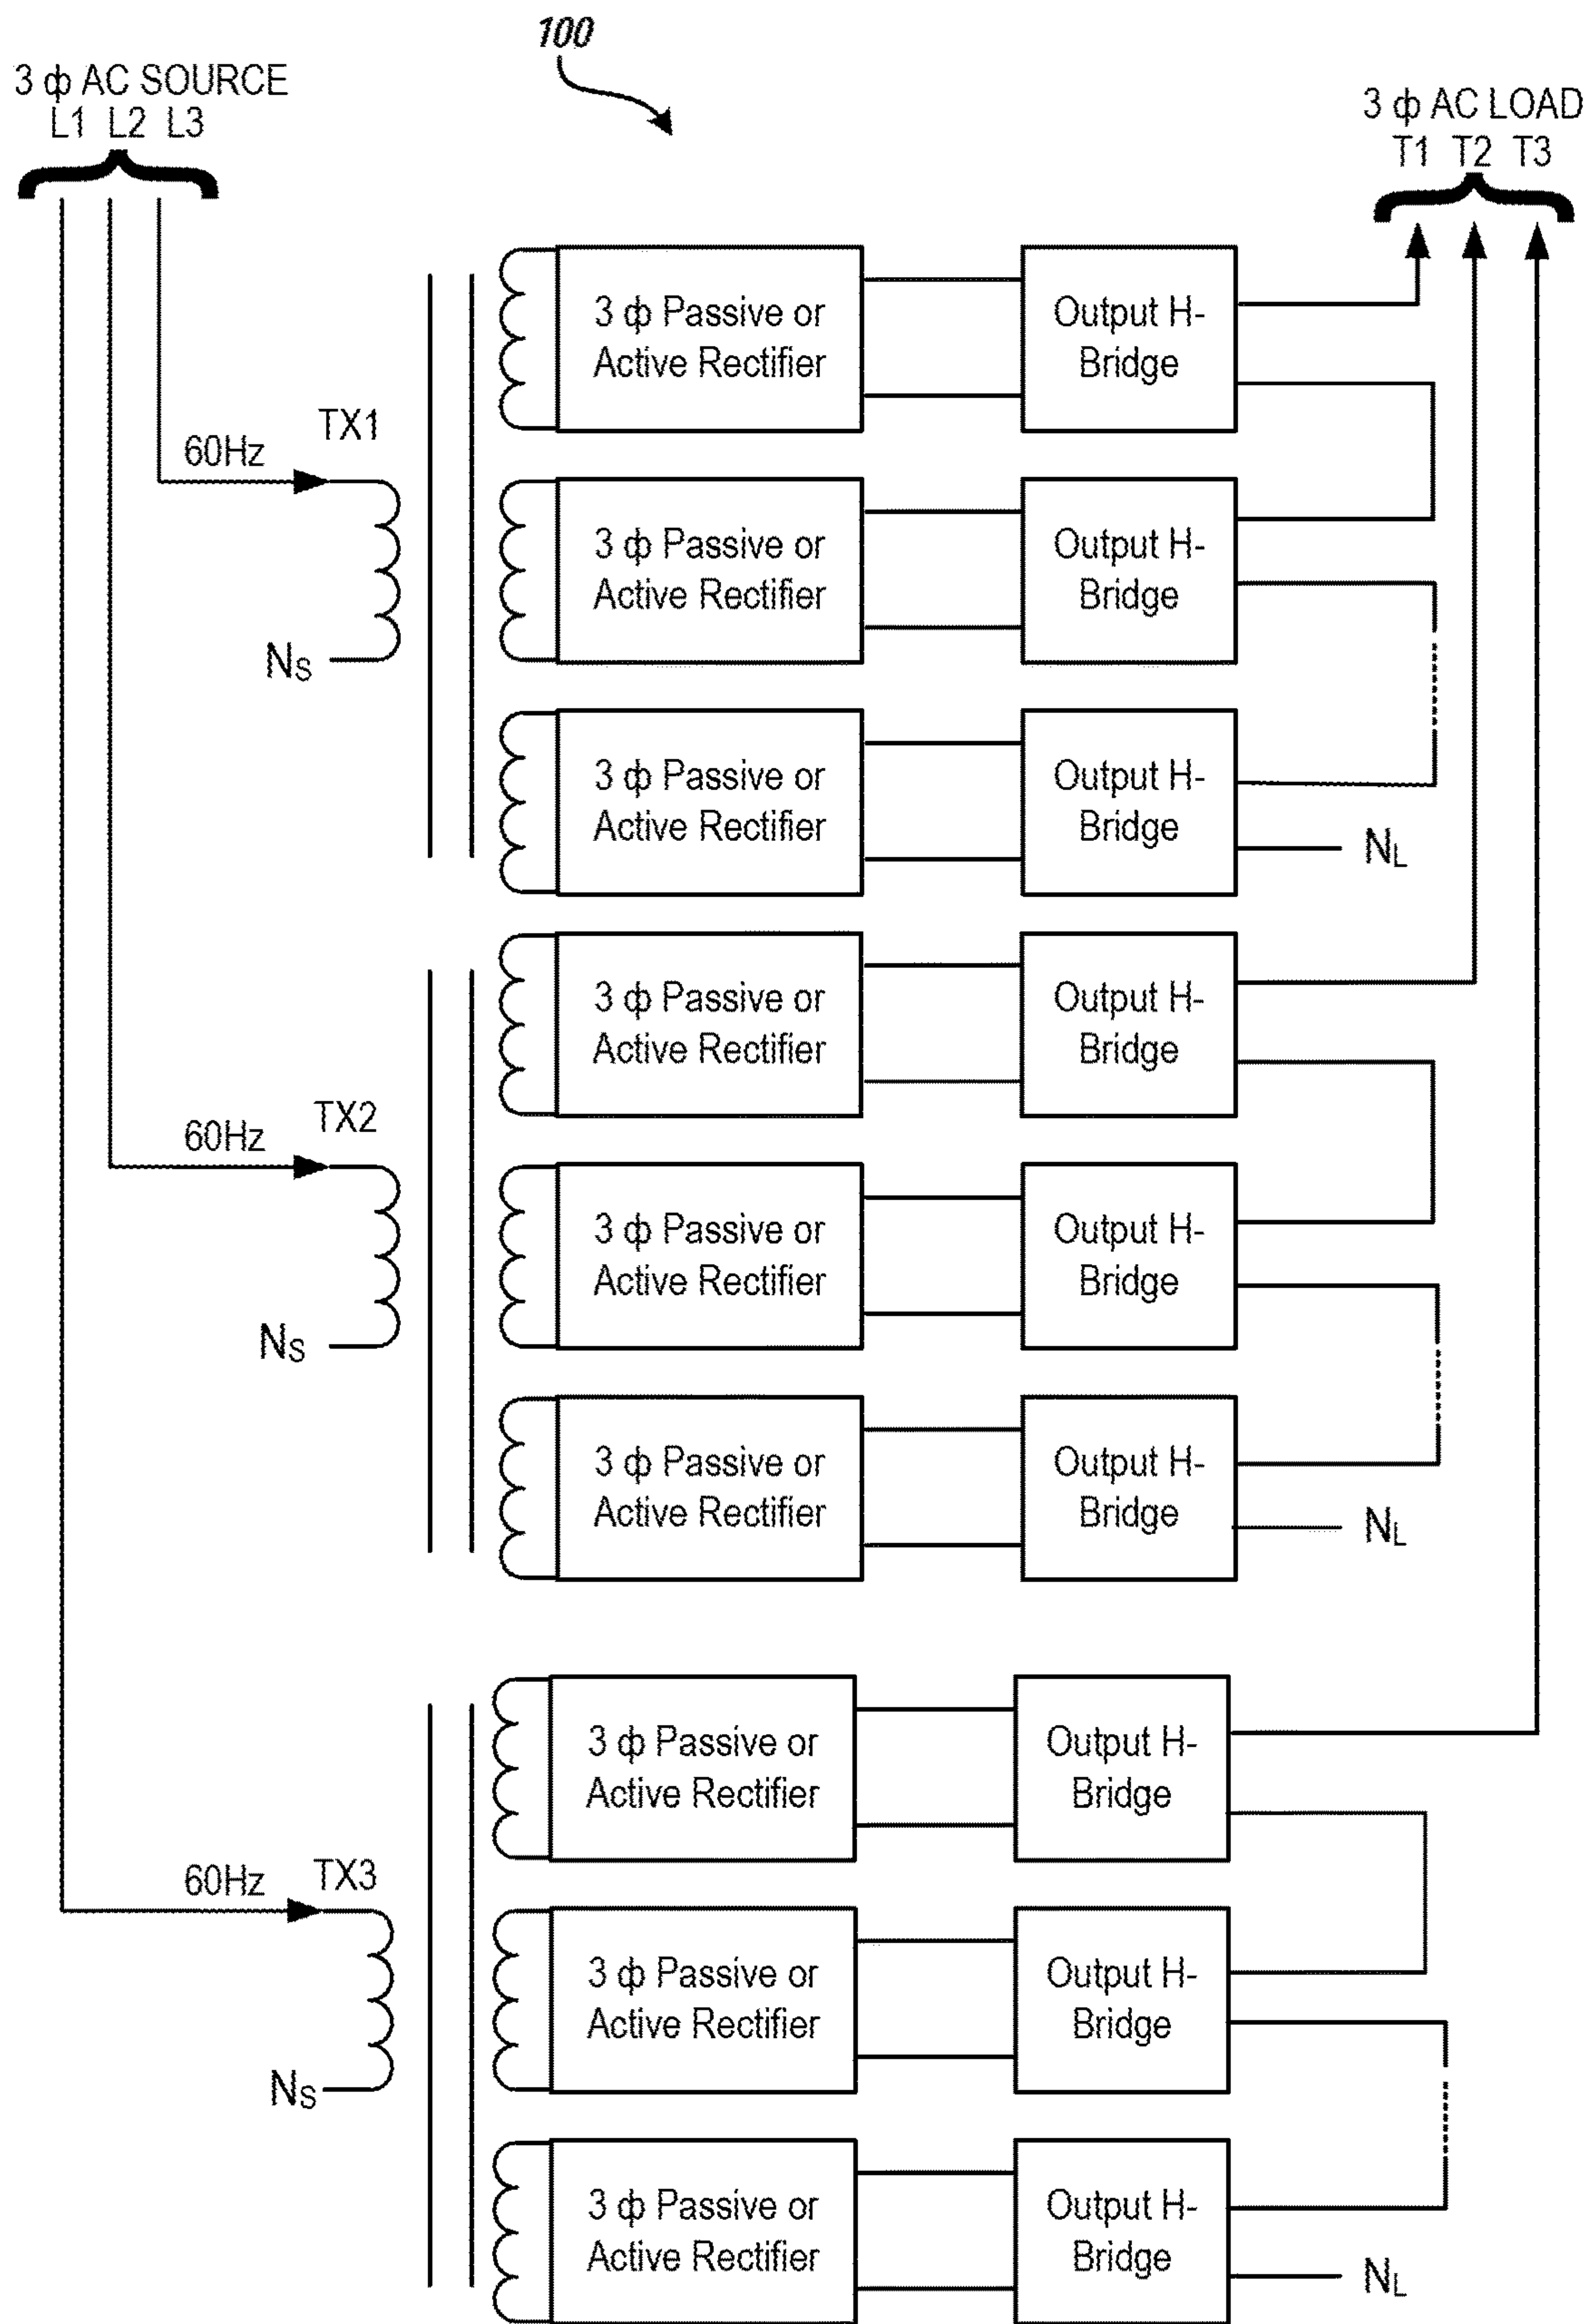 100
3 ф AC SOURCE
L1 L2 L3
3 ф AC LOAD
T1 T2 T3
3 ф Passive or
Active Rectifier
Output H-
Bridge
60Hz
TX1
3 ф Passive or
Active Rectifier
Output H-
Bridge
NS
3 ф Passive or
Active Rectifier
Output H-
Bridge
NL
3 ф Passive or
Active Rectifier
Output H-
Bridge
60Hz
TX2
3 ф Passive or
Active Rectifier
Output H-
Bridge
NS
3 ф Passive or
Active Rectifier
Output H-
Bridge
NL
3 ф Passive or
Active Rectifier
Output H-
Bridge
60Hz
TX3
3 ф Passive or
Active Rectifier
Output H-
Bridge
NS
3 ф Passive or
Active Rectifier
Output H-
Bridge
NL